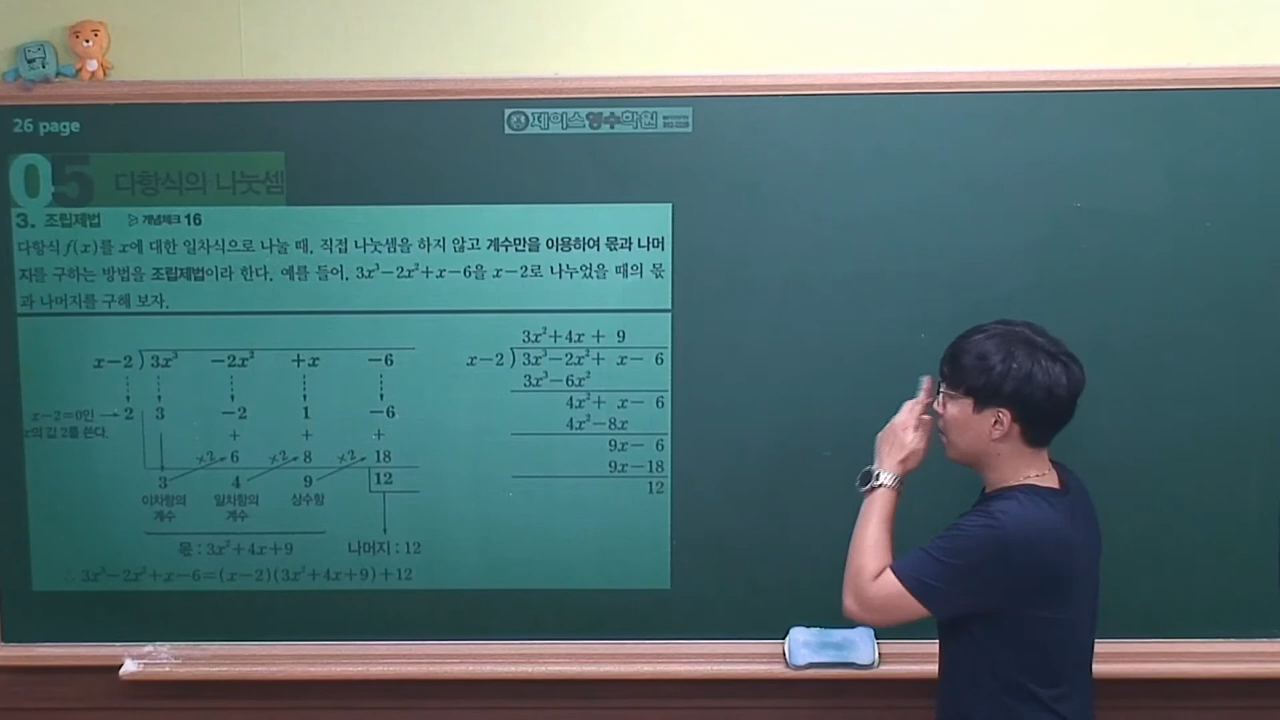 26 page
제이스영수학원
05 다항식의 나눗셈
3. 조립제법 개념체크 16
다항식 f(x)를 x에 대한 일차식으로 나눌 때, 직접 나눗셈을 하지 않고 계수만을 이용하여 몫과 나머
지를 구하는 방법을 조립제법이라 한다. 예를 들어, 3x³-2x²+x-6을 x-2로 나누었을 때의 몫
과 나머지를 구해 보자.
x-2 ) 3x³ -2x² +x -6
x-2=0인 → 2 3 -2 1 -6
x의 값 2를 쓴다.
+ + +
×2 6 ×2 8 ×2 18
3 4 9 12
이차항의 일차항의 상수항
계수 계수
몫 : 3x²+4x+9 나머지 : 12
∴ 3x³-2x²+x-6=(x-2)(3x²+4x+9)+12
3x²+4x + 9
x-2 ) 3x³-2x²+ x- 6
3x³-6x²
4x²+ x- 6
4x²-8x
9x- 6
9x-18
12